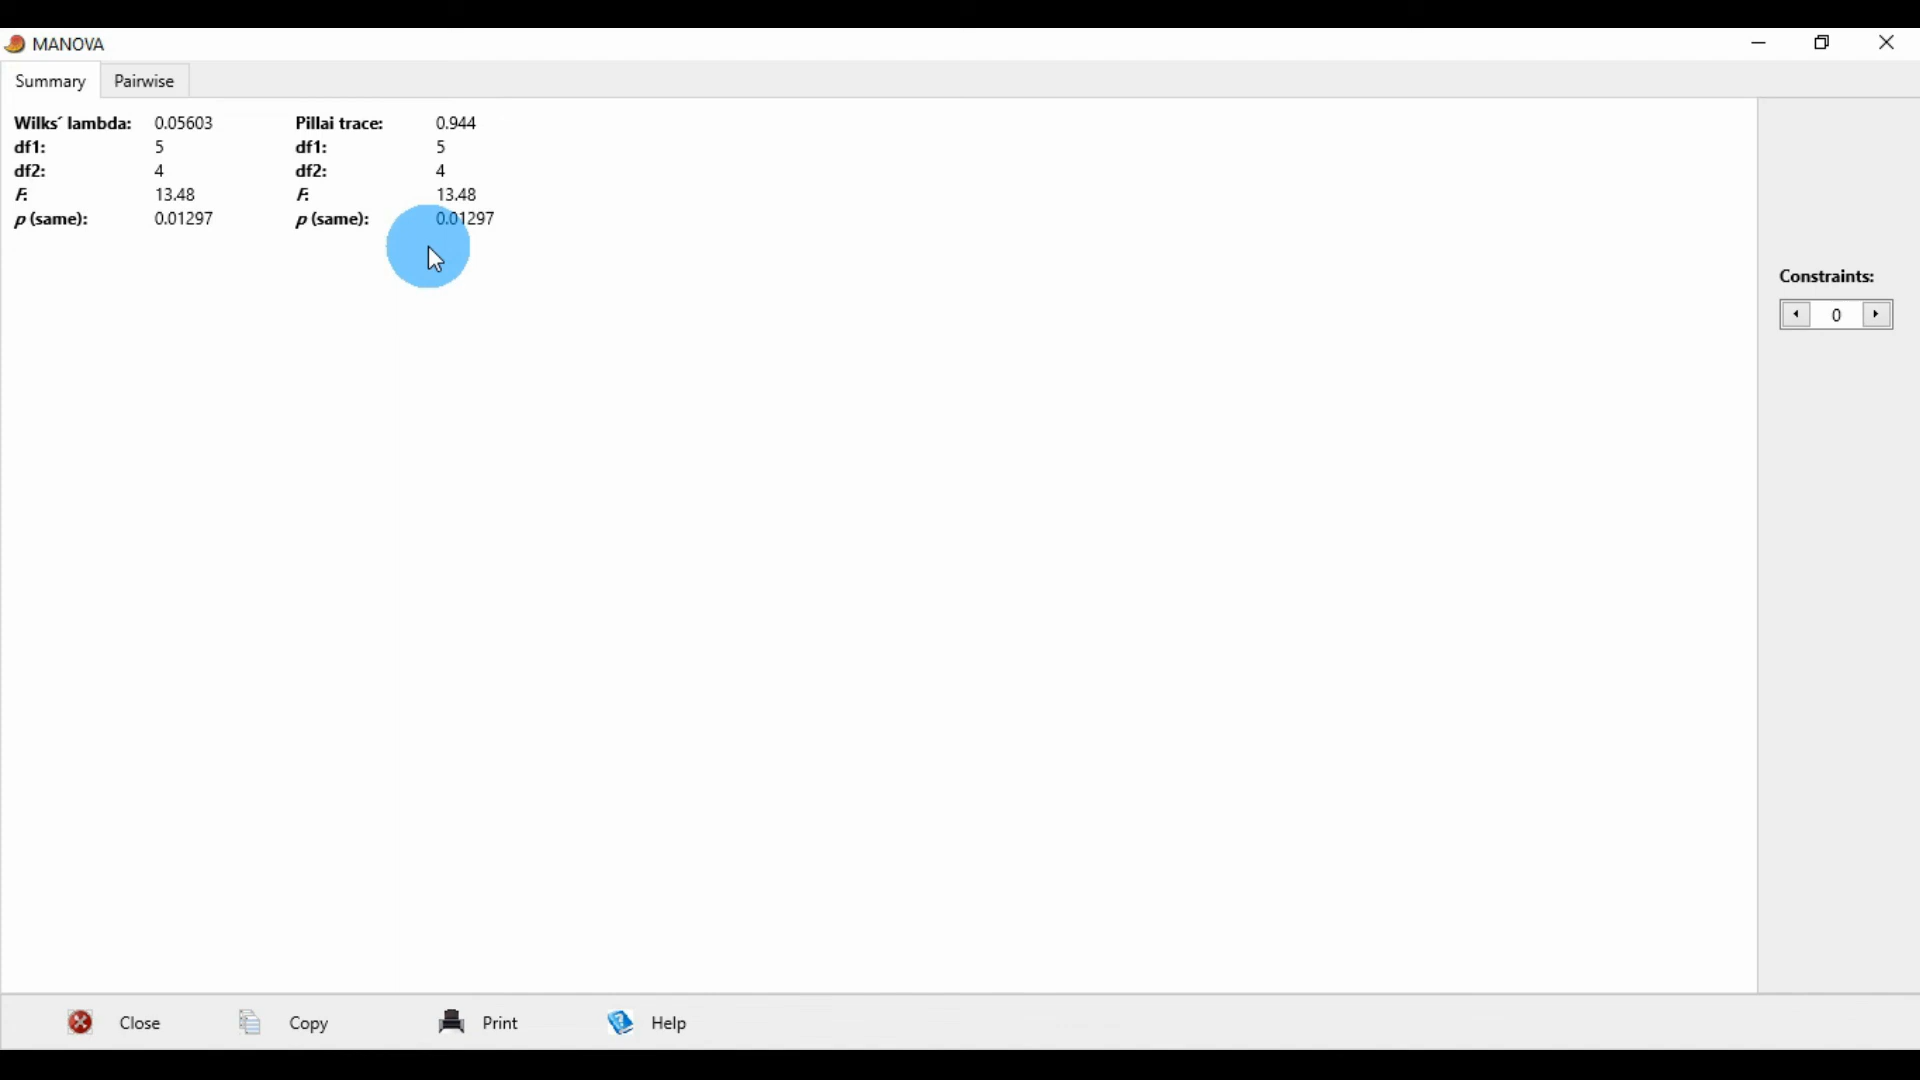 MANOVA
Summary Pairwise
Wilks´ lambda: 0.05603 Pillai trace: 0.944
df1: 5 df1: 5
df2: 4 df2: 4
F: 13.48 F: 13.48
p (same): 0.01297 p (same): 0.01297
Constraints:
0
Close Copy Print Help